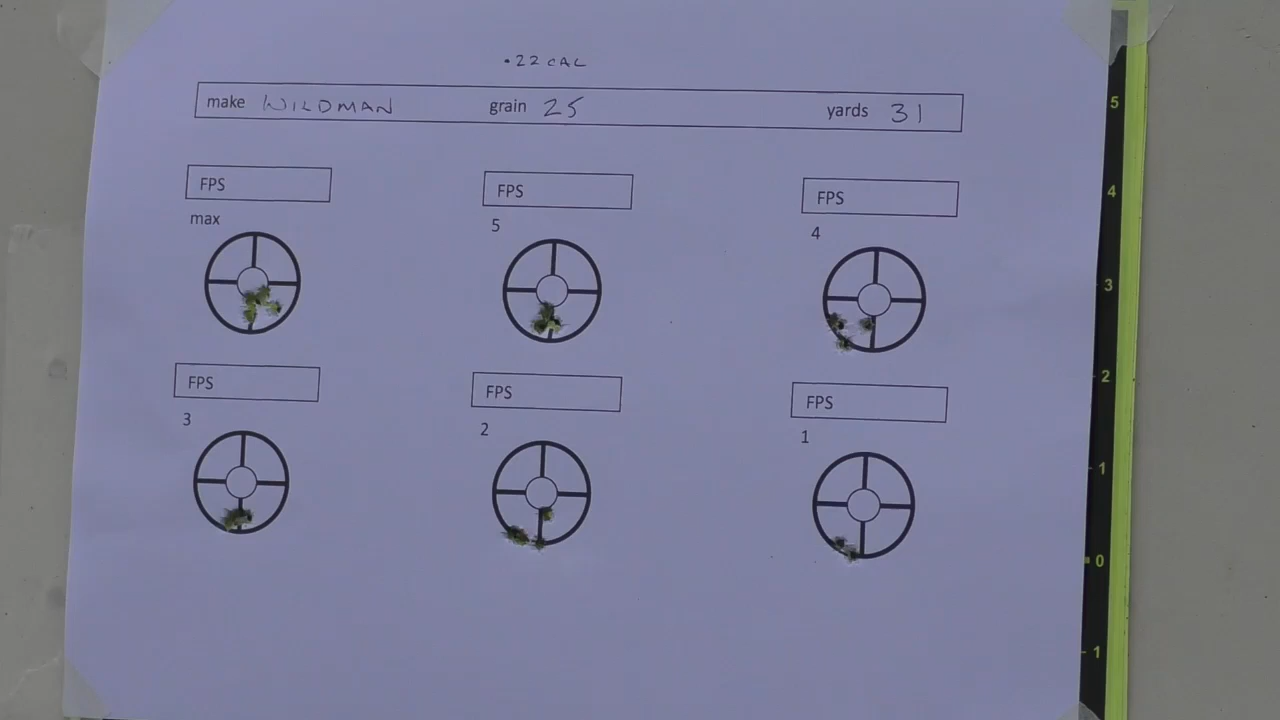 .22 CAL
make WILDMAN grain 25 yards 31
FPS FPS FPS
max 5 4
FPS FPS FPS
3 2 1
5
4
3
2
1
0
1